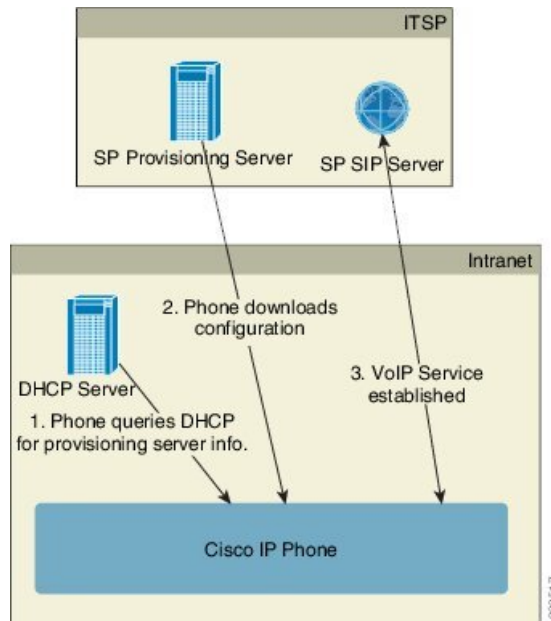 ITSP
SP Provisioning Server
SP SIP Server
Intranet
2. Phone downloads
configuration
DHCP Server
3. VoIP Service
established
1. Phone queries DHCP
for provisioning server info.
Cisco IP Phone